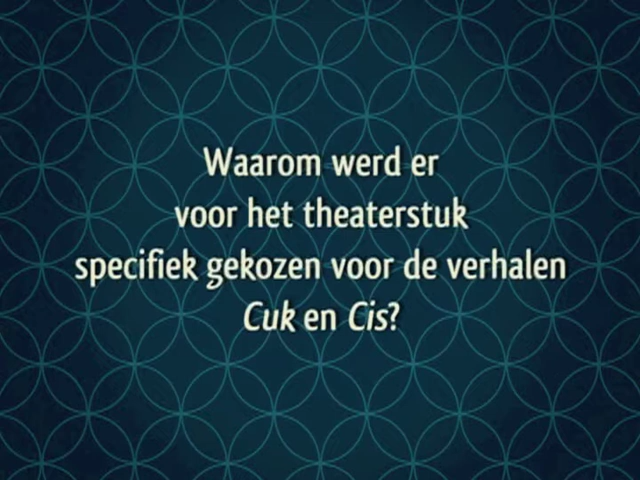 Waarom werd er
voor het theaterstuk
specifiek gekozen voor de verhalen
Cuk en Cis?